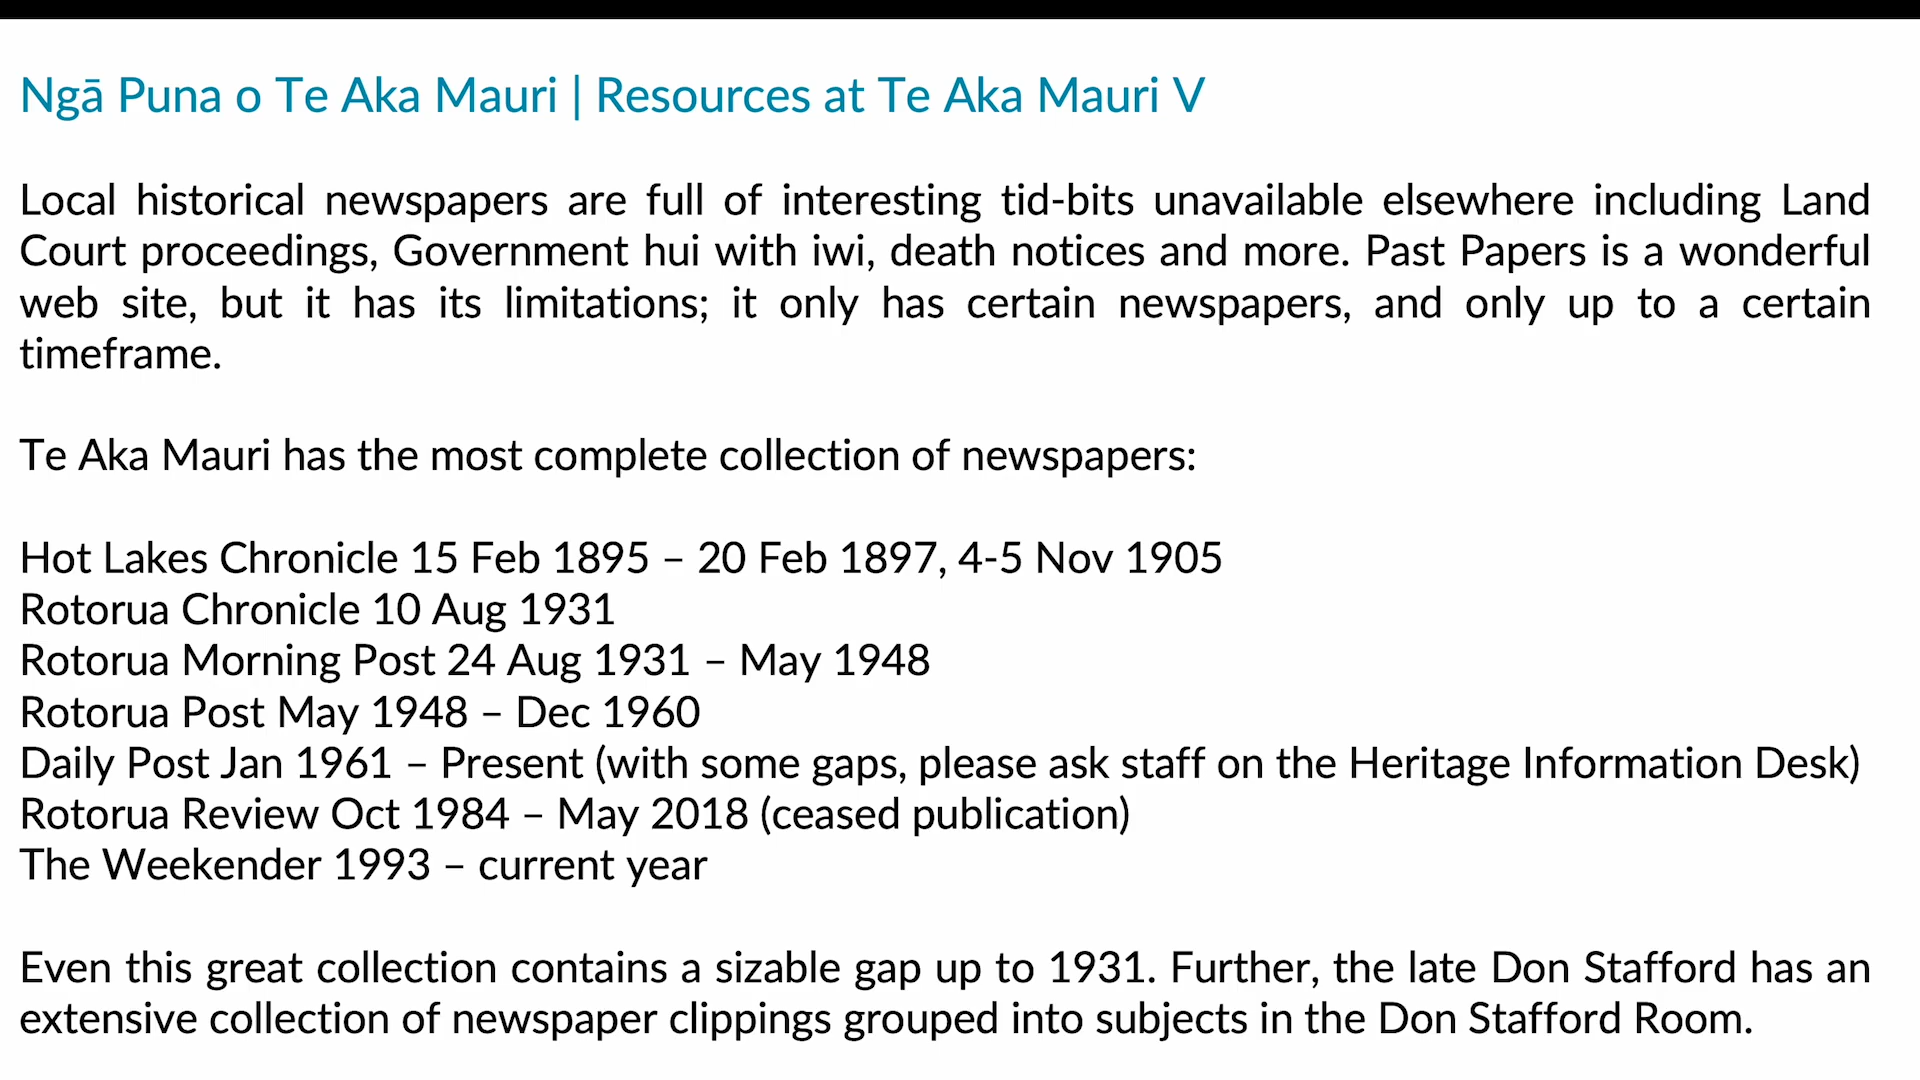 Ngā Puna o Te Aka Mauri | Resources at Te Aka Mauri V
Local historical newspapers are full of interesting tid-bits unavailable elsewhere including Land
Court proceedings, Government hui with iwi, death notices and more. Past Papers is a wonderful
web site, but it has its limitations; it only has certain newspapers, and only up to a certain
timeframe.
Te Aka Mauri has the most complete collection of newspapers:
Hot Lakes Chronicle 15 Feb 1895 – 20 Feb 1897, 4-5 Nov 1905
Rotorua Chronicle 10 Aug 1931
Rotorua Morning Post 24 Aug 1931 – May 1948
Rotorua Post May 1948 – Dec 1960
Daily Post Jan 1961 – Present (with some gaps, please ask staff on the Heritage Information Desk)
Rotorua Review Oct 1984 – May 2018 (ceased publication)
The Weekender 1993 – current year
Even this great collection contains a sizable gap up to 1931. Further, the late Don Stafford has an
extensive collection of newspaper clippings grouped into subjects in the Don Stafford Room.